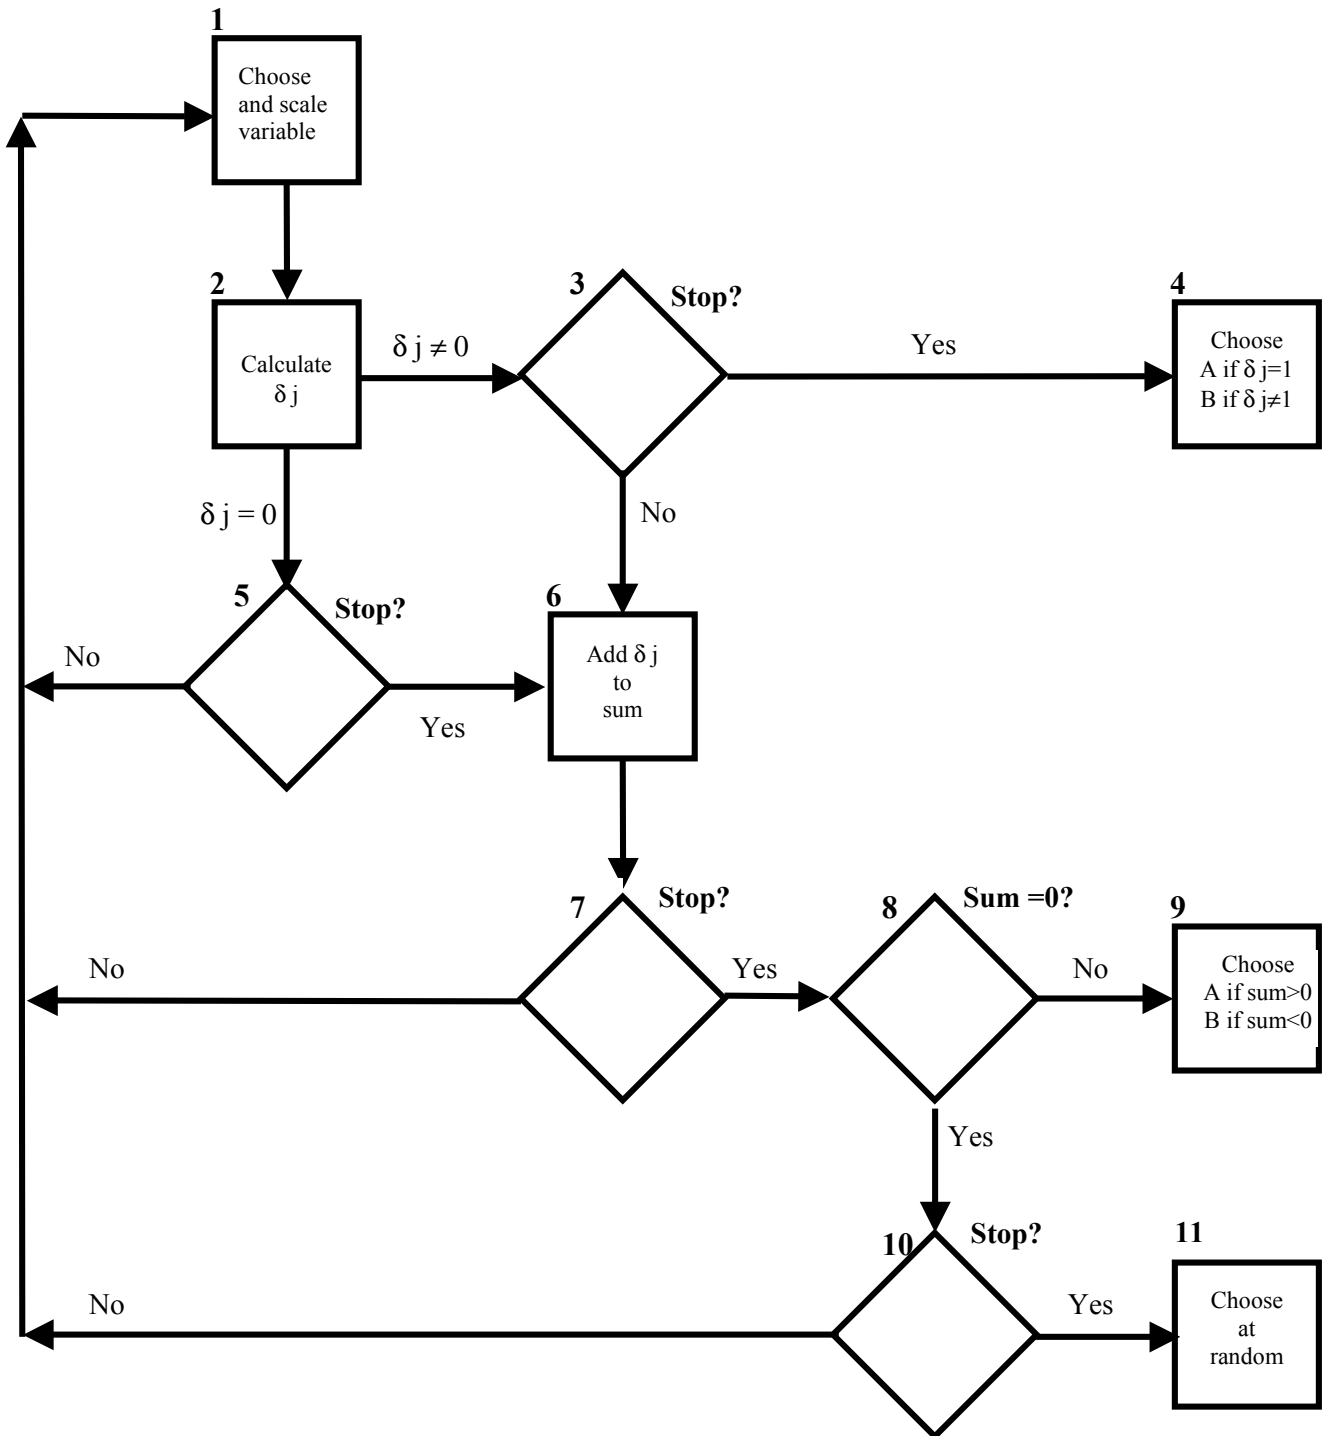 1
Choose
and scale
variable
2
Calculate
δ j
δ j ≠ 0
3
Stop?
Yes
4
Choose
A if δ j=1
B if δ j≠1
No
δ j = 0
5
Stop?
No
Yes
6
Add δ j
to
sum
7
Stop?
No
Yes
8
Sum =0?
No
9
Choose
A if sum>0
B if sum<0
Yes
10
Stop?
No
Yes
11
Choose
at
random